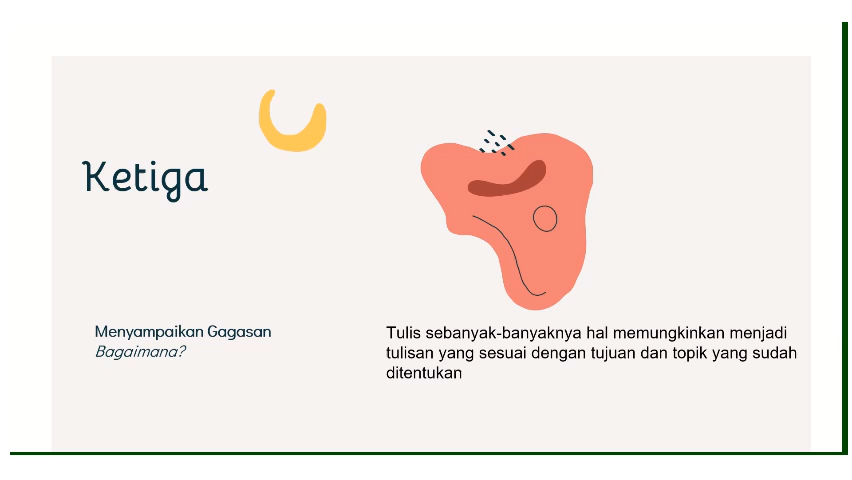 Ketiga
Menyampaikan Gagasan
Bagaimana?
Tulis sebanyak-banyaknya hal memungkinkan menjadi
tulisan yang sesuai dengan tujuan dan topik yang sudah
ditentukan